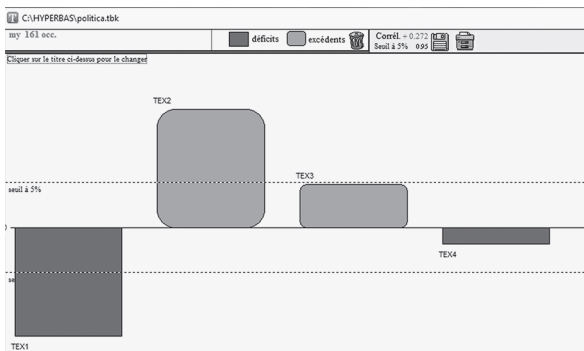 C:\HYPERBAS\politica.tbk
my 161 occ.
déficits
excédents
Corrél. + 0.272
Seuil à 5% 0.95
Cliquer sur le titre ci-dessus pour le changer
TEX2
TEX3
seuil à 5%
0
TEX4
se
TEX1